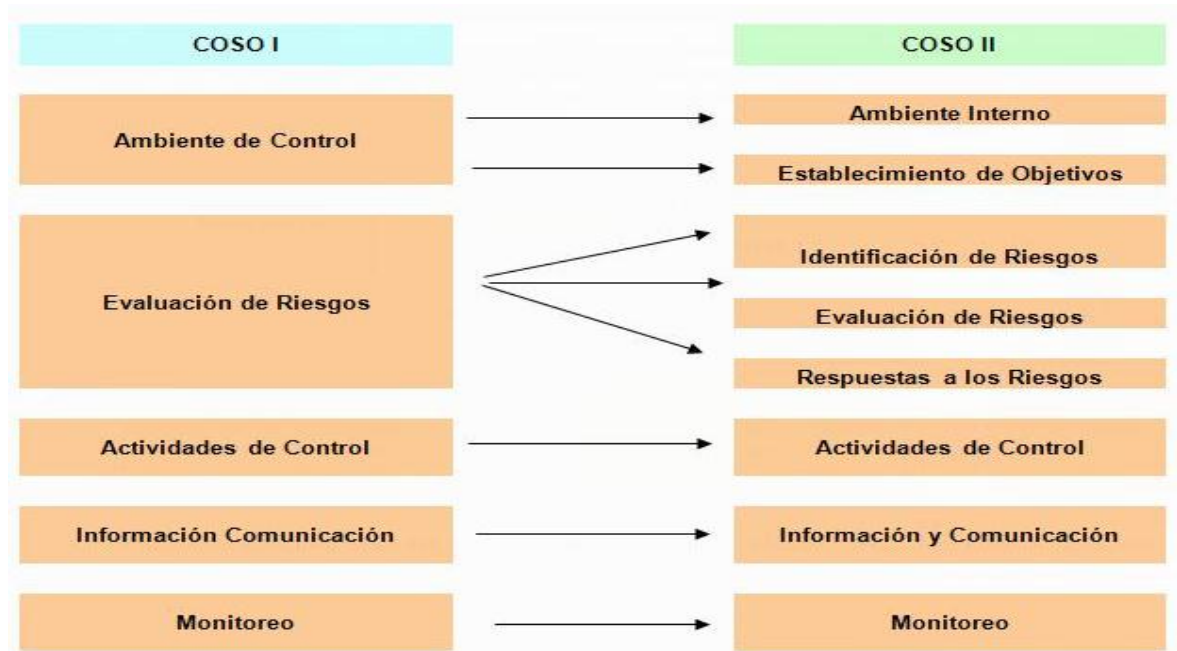 COSO I
COSO II
Ambiente de Control
Ambiente Interno
Establecimiento de Objetivos
Evaluación de Riesgos
Identificación de Riesgos
Evaluación de Riesgos
Respuestas a los Riesgos
Actividades de Control
Actividades de Control
Información Comunicación
Información y Comunicación
Monitoreo
Monitoreo